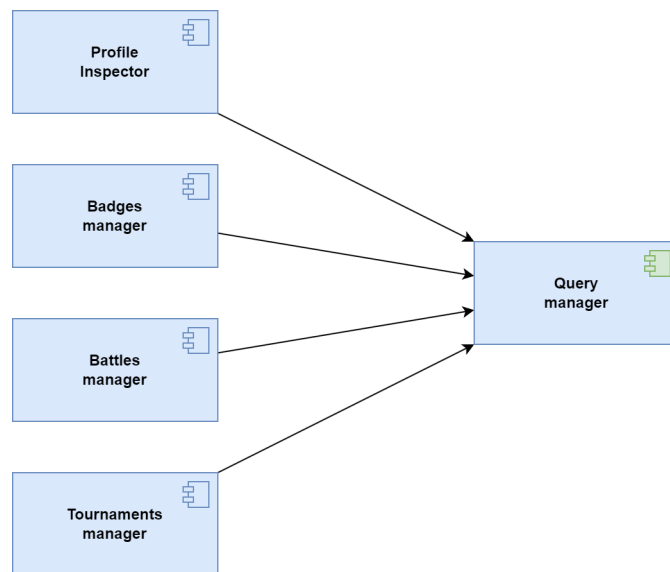 Profile
Inspector
Badges
manager
Battles
manager
Tournaments
manager
Query
manager